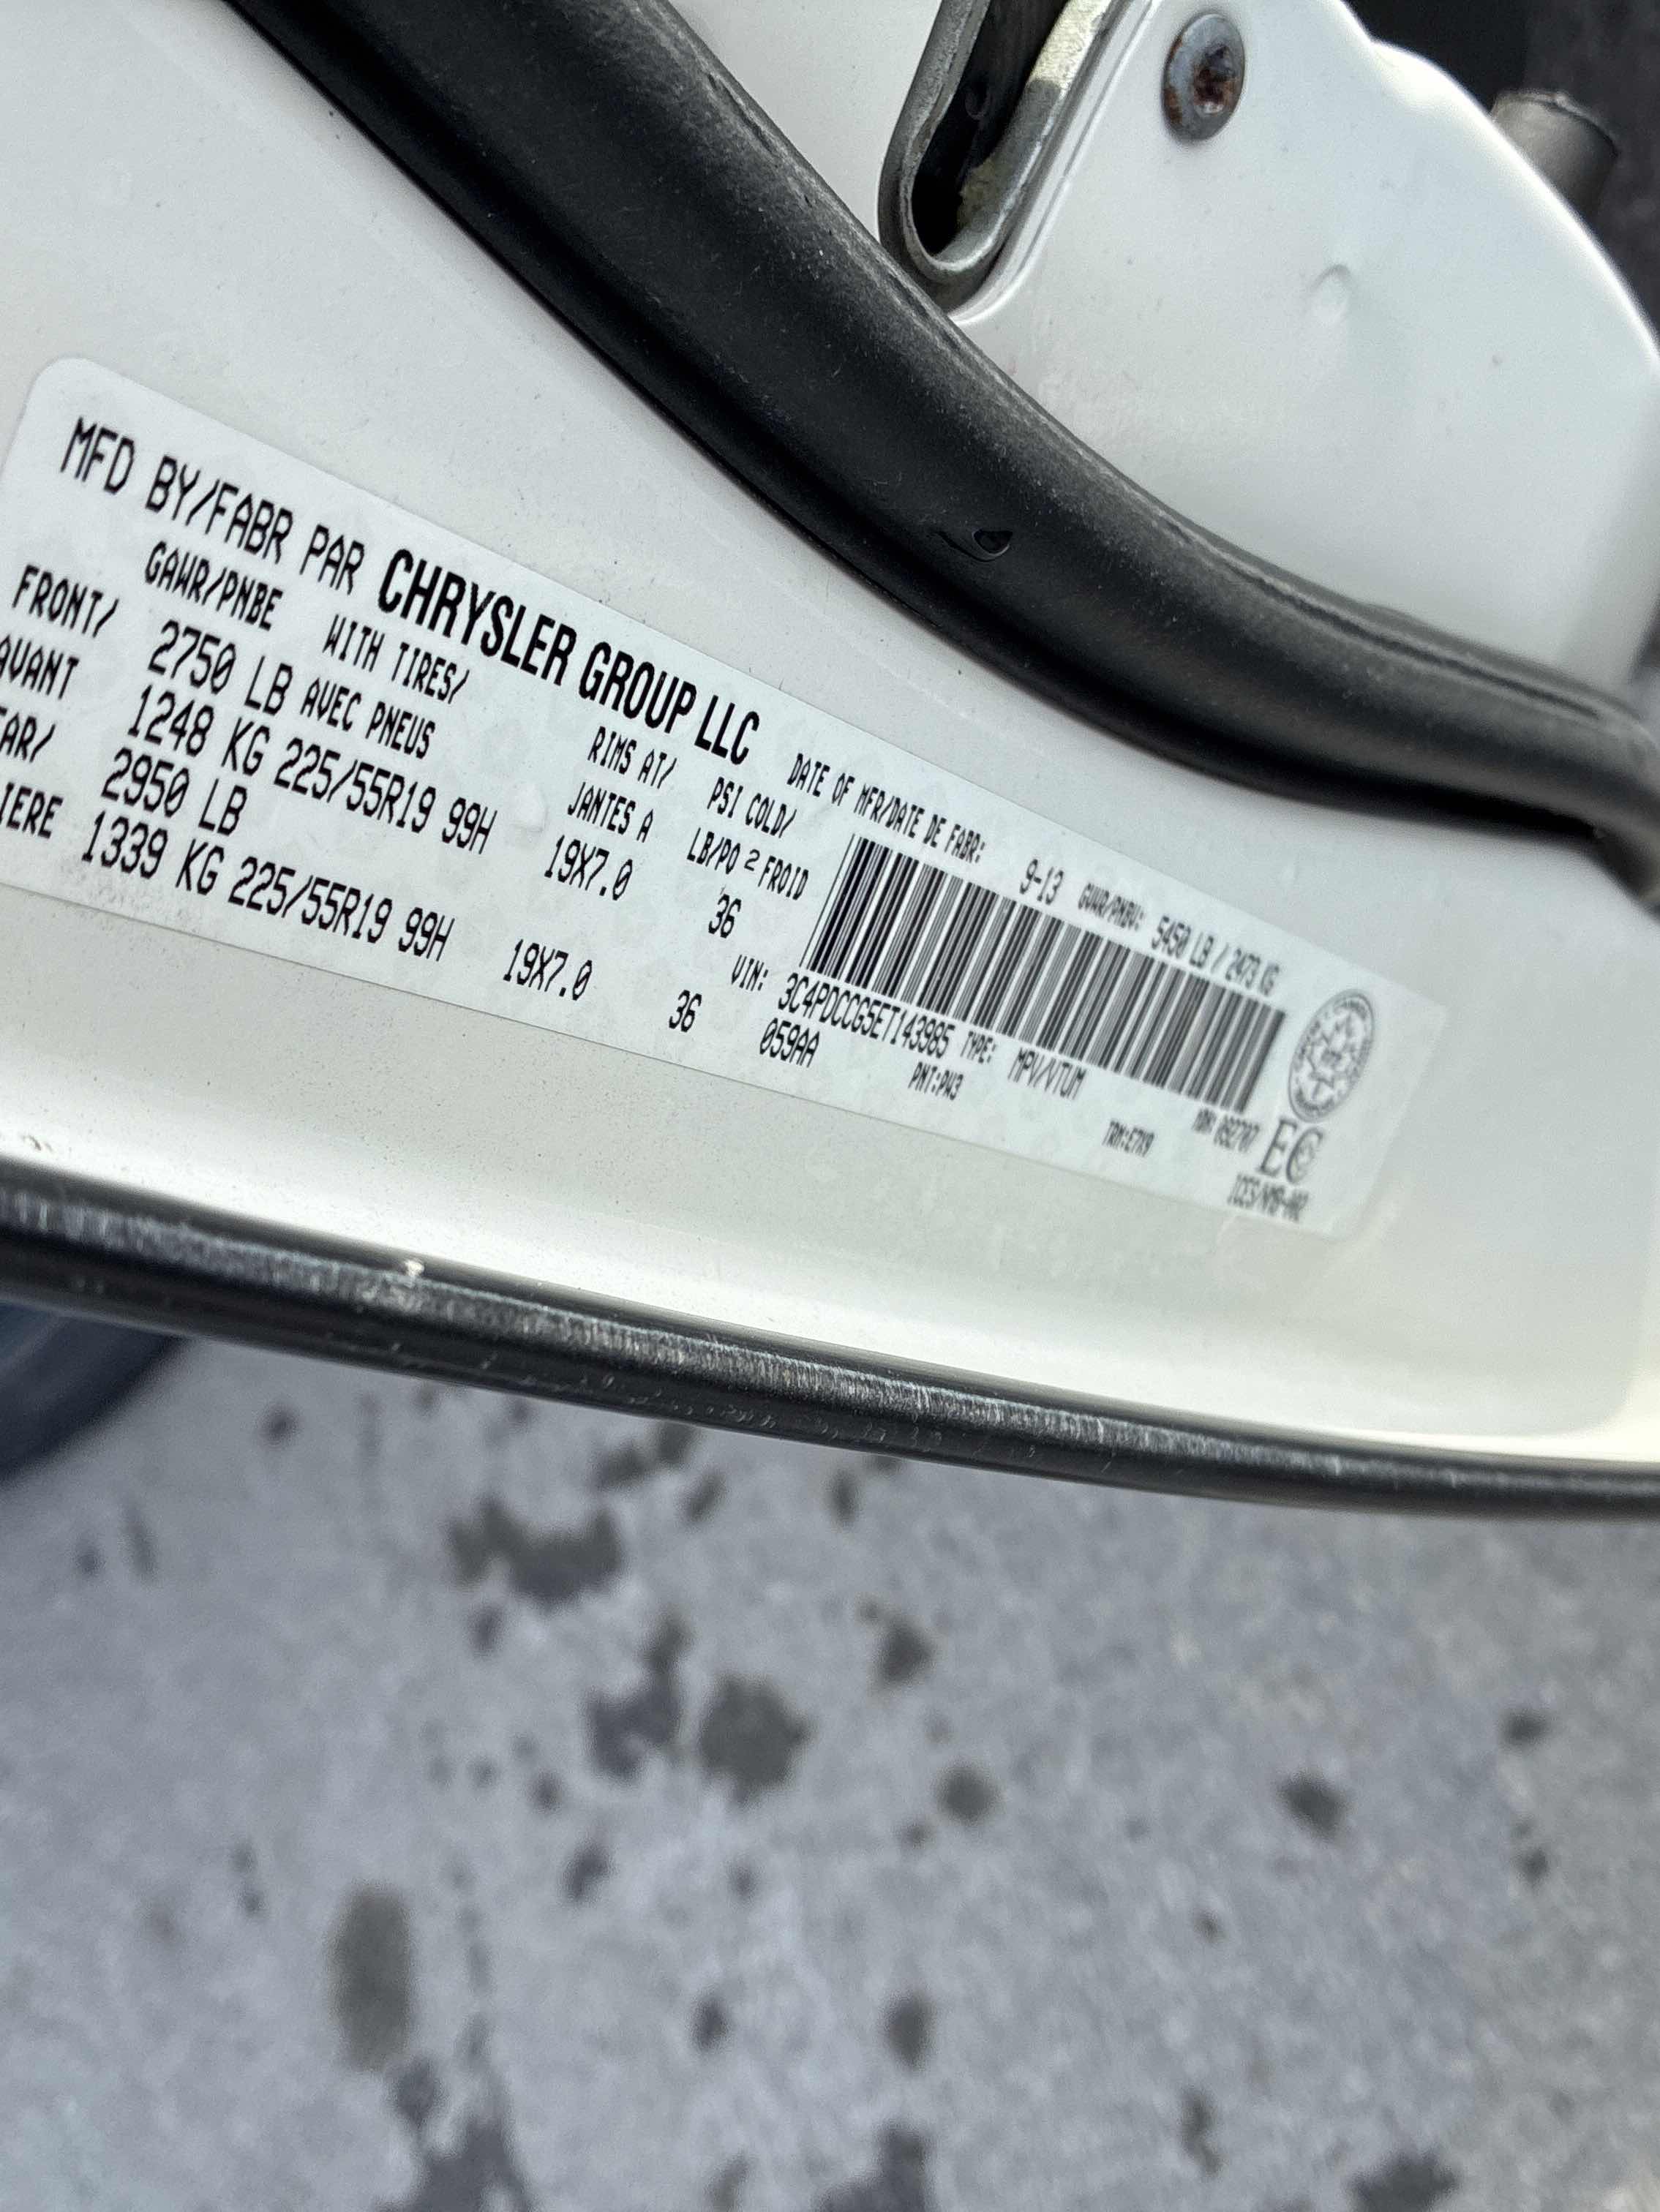 MFD BY/FABR PAR CHRYSLER GROUP LLC
DATE OF MFR/DATE DE FABR: 9-13 GVWR/PNBV: 5450 LB / 2473 KG
GAWR/PNBE WITH TIRES/ RIMS AT/ PSI COLD/
AVEC PNEUS JANTES A LB/PO 2 FROID
FRONT/ 2750 LB
AVANT 1248 KG 225/55R19 99H 19X7.0 36
EAR/ 2950 LB
IERE 1339 KG 225/55R19 99H 19X7.0 36
VIN: 3C4PDCCG5ET143985 TYPE: MPV/VTUM
059AA PNT:PW3